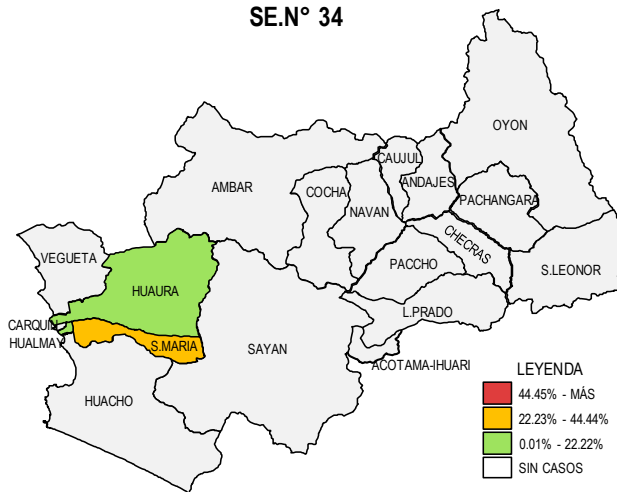 SE.N° 34
OYON
CAUJUL
ANDAJES
AMBAR
COCHA
NAVAN
PACHANGARA
CHECRAS
VEGUETA
HUAURA
PACCHO
S.LEONOR
L.PRADO
CARQUIN
HUALMAY
S.MARIA
SAYAN
ACOTAMA-IHUARI
HUACHO
LEYENDA
44.45% - MÁS
22.23% - 44.44%
0.01% - 22.22%
SIN CASOS